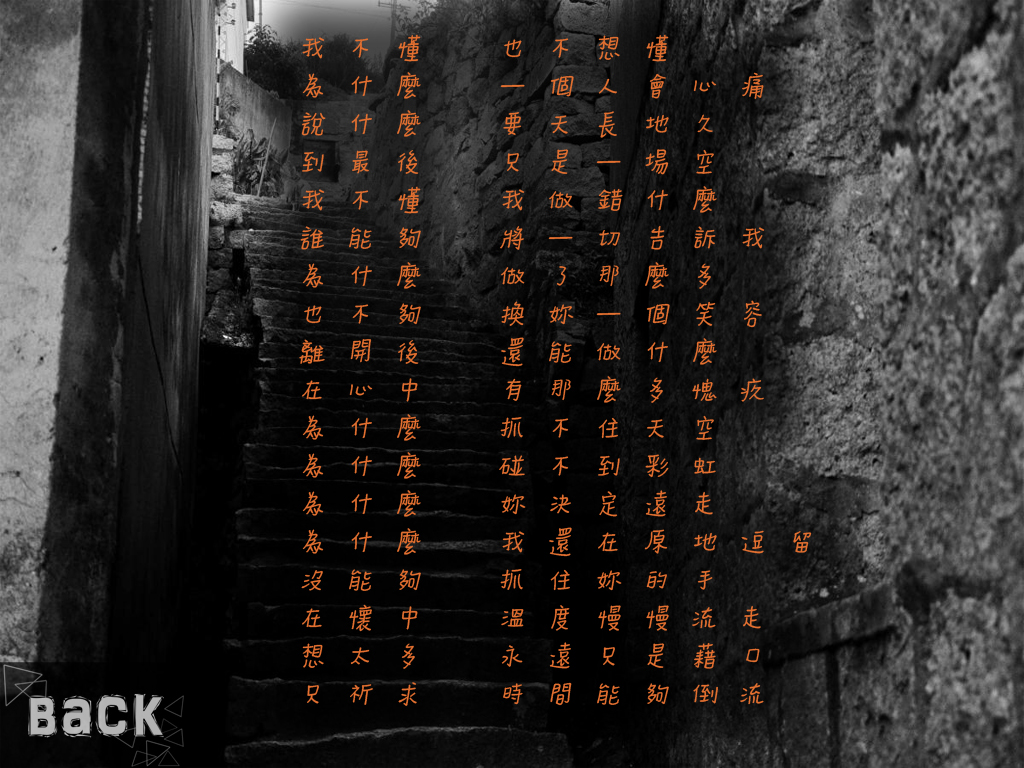 我不懂 也不想懂
為什麼 一個人會心痛
說什麼 要天長地久
到最後 只是一場空
我不懂 我做錯什麼
誰能夠 將一切告訴我
為什麼 做了那麼多
也不夠 換妳一個笑容
離開後 還能做什麼
在心中 有那麼多愧疚
為什麼 抓不住天空
為什麼 碰不到彩虹
為什麼 妳決定遠走
為什麼 我還在原地逗留
沒能夠 抓住妳的手
在懷中 溫度慢慢流走
想太多 永遠只是藉口
只祈求 時間能夠倒流
BACK